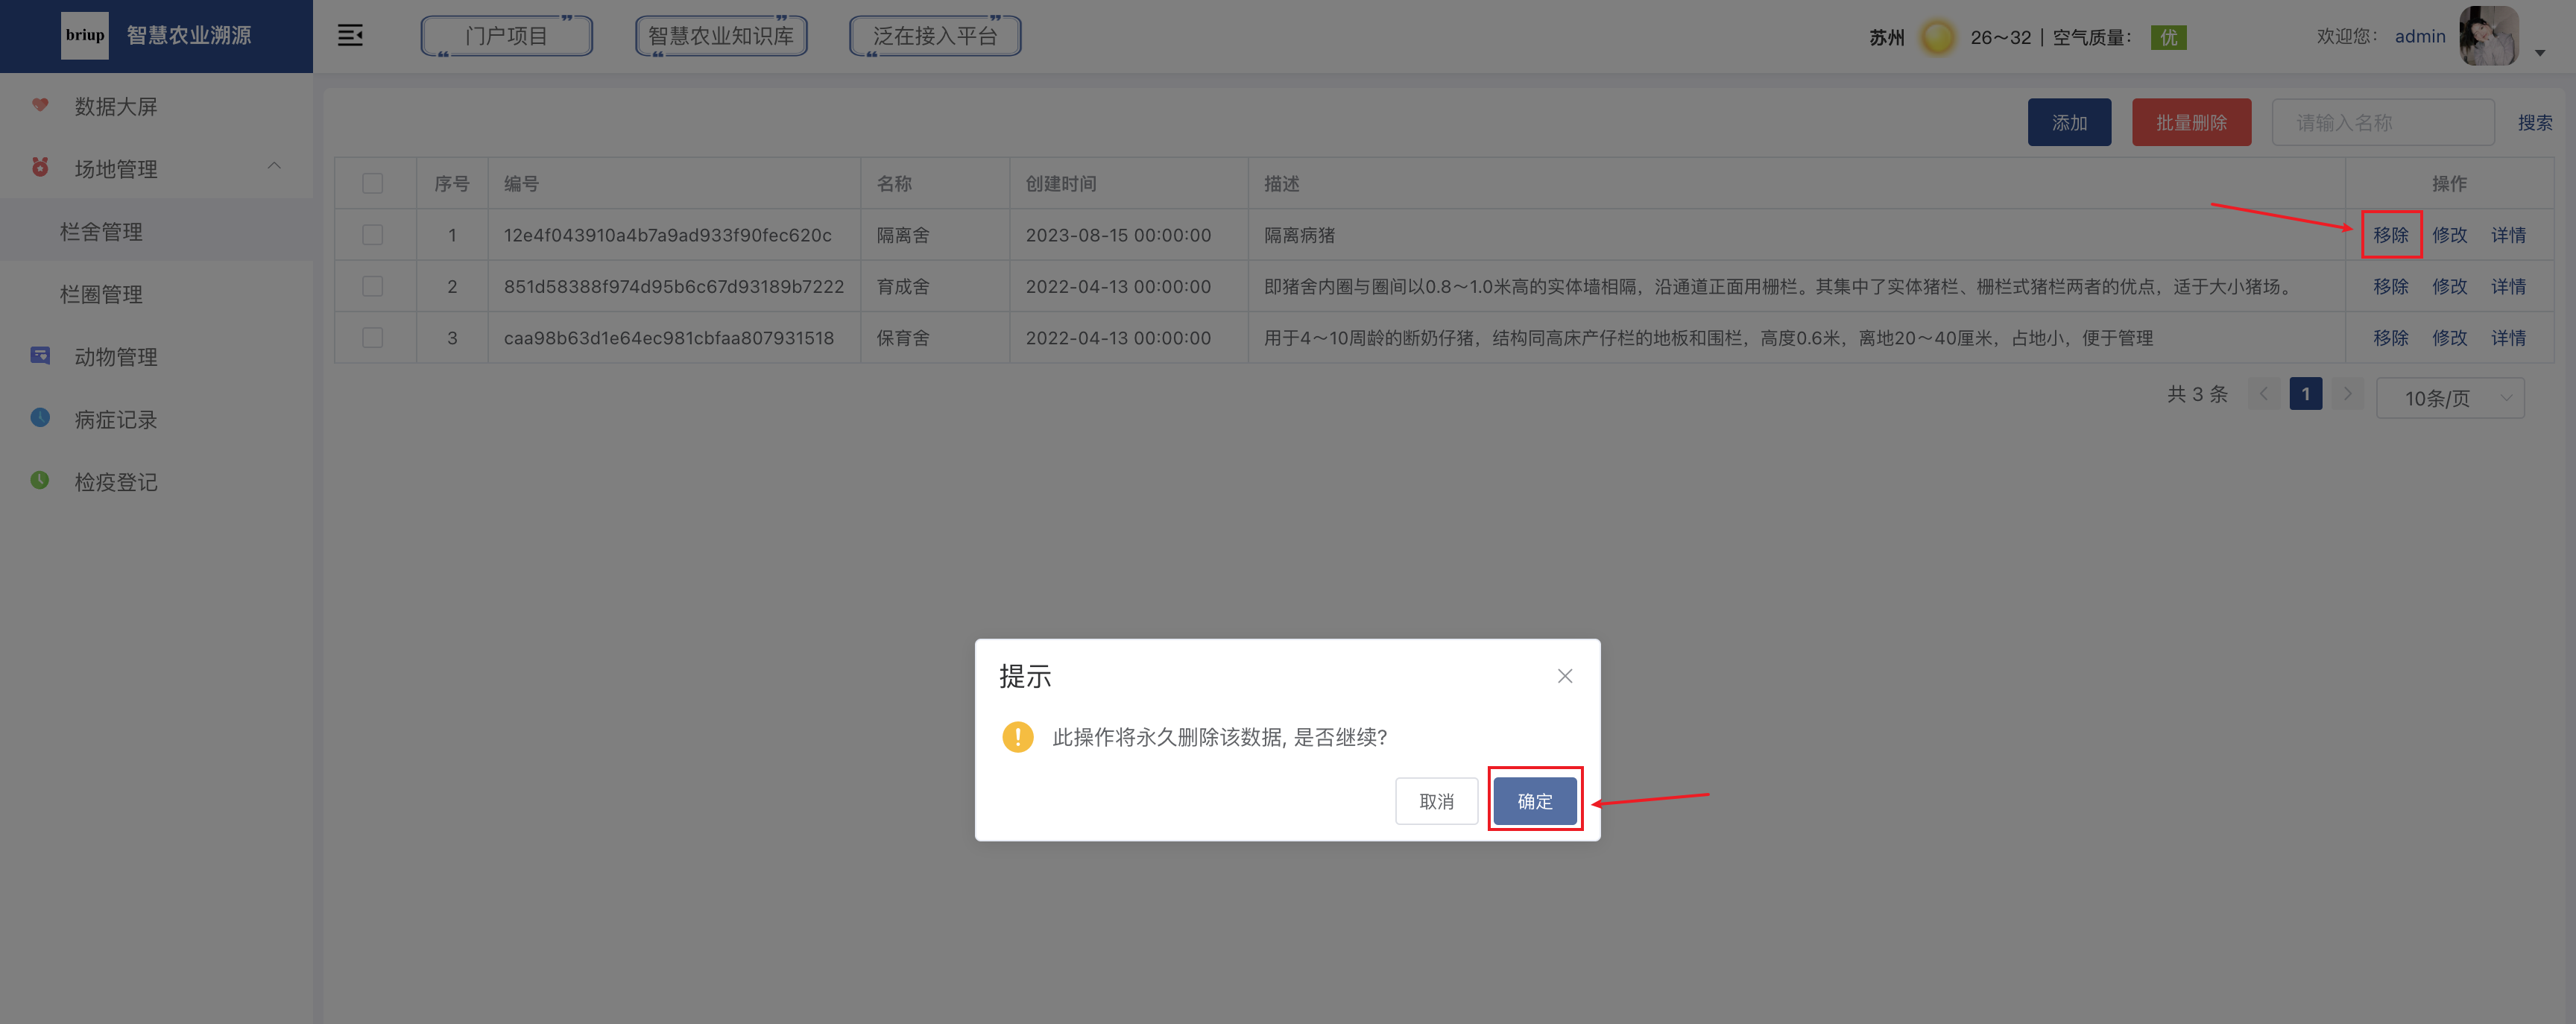 briup 智慧农业溯源
门户项目 智慧农业知识库 泛在接入平台
苏州 26～32 | 空气质量： 优
欢迎您： admin
数据大屏
场地管理
栏舍管理
栏圈管理
动物管理
病症记录
检疫登记
添加 批量删除 请输入名称 搜索
序号 编号 名称 创建时间 描述 操作
1 12e4f043910a4b7a9ad933f90fec620c 隔离舍 2023-08-15 00:00:00 隔离病猪 移除 修改 详情
2 851d58388f974d95b6c67d93189b7222 育成舍 2022-04-13 00:00:00 即猪舍内圈与圈间以0.8～1.0米高的实体墙相隔，沿通道正面用栅栏。其集中了实体猪栏、栅栏式猪栏两者的优点，适于大小猪场。 移除 修改 详情
3 caa98b63d1e64ec981cbfaa807931518 保育舍 2022-04-13 00:00:00 用于4～10周龄的断奶仔猪，结构同高床产仔栏的地板和围栏，高度0.6米，离地20～40厘米，占地小，便于管理 移除 修改 详情
共 3 条 1 10条/页
提示
此操作将永久删除该数据, 是否继续?
取消 确定